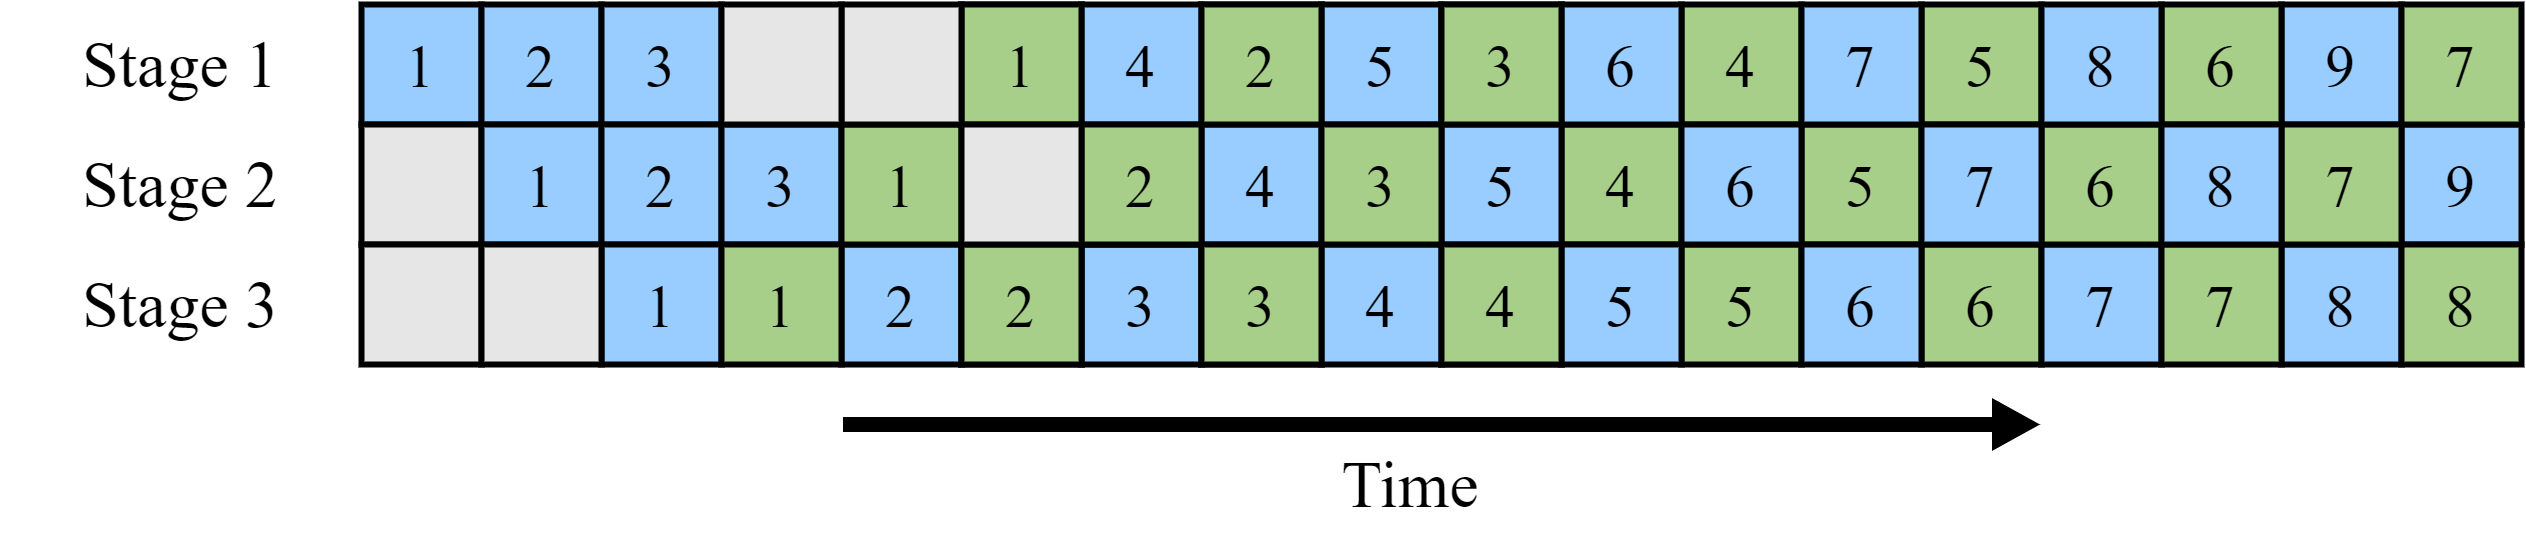 Stage 1 1 2 3 1 4 2 5 3 6 4 7 5 8 6 9 7
Stage 2 1 2 3 1 2 4 3 5 4 6 5 7 6 8 7 9
Stage 3 1 1 2 2 3 3 4 4 5 5 6 6 7 7 8 8
Time